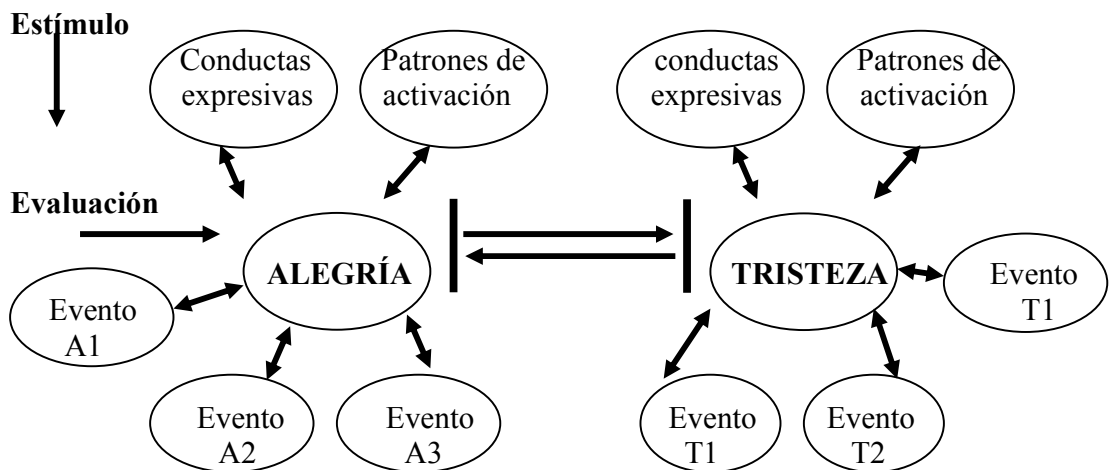 Estímulo
Conductas
expresivas
Patrones de
activación
conductas
expresivas
Patrones de
activación
Evaluación
ALEGRÍA
TRISTEZA
Evento
T1
Evento
A1
Evento
A2
Evento
A3
Evento
T1
Evento
T2